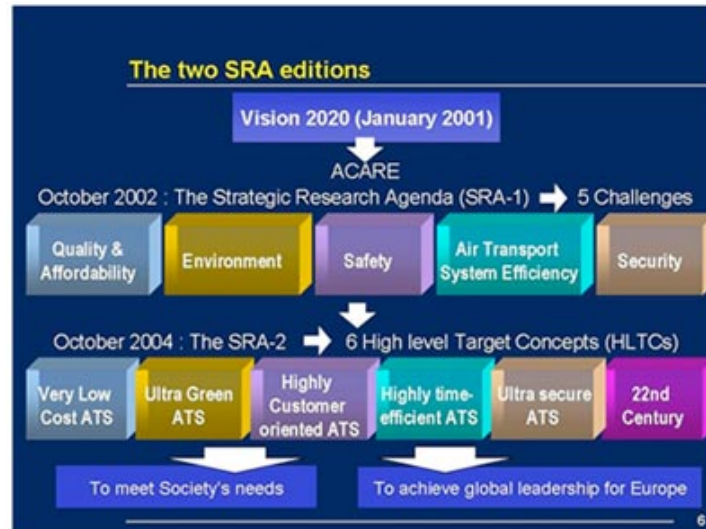 The two SRA editions
Vision 2020 (January 2001)
ACARE
October 2002 : The Strategic Research Agenda (SRA-1) 5 Challenges
Quality &
Affordability
Environment
Safety
Air Transport
System Efficiency
Security
October 2004 : The SRA-2 6 High level Target Concepts (HLTCs)
Very Low
Cost ATS
Ultra Green
ATS
Highly
Customer
oriented ATS
Highly time-
efficient ATS
Ultra secure
ATS
22nd
Century
To meet Society's needs
To achieve global leadership for Europe
6